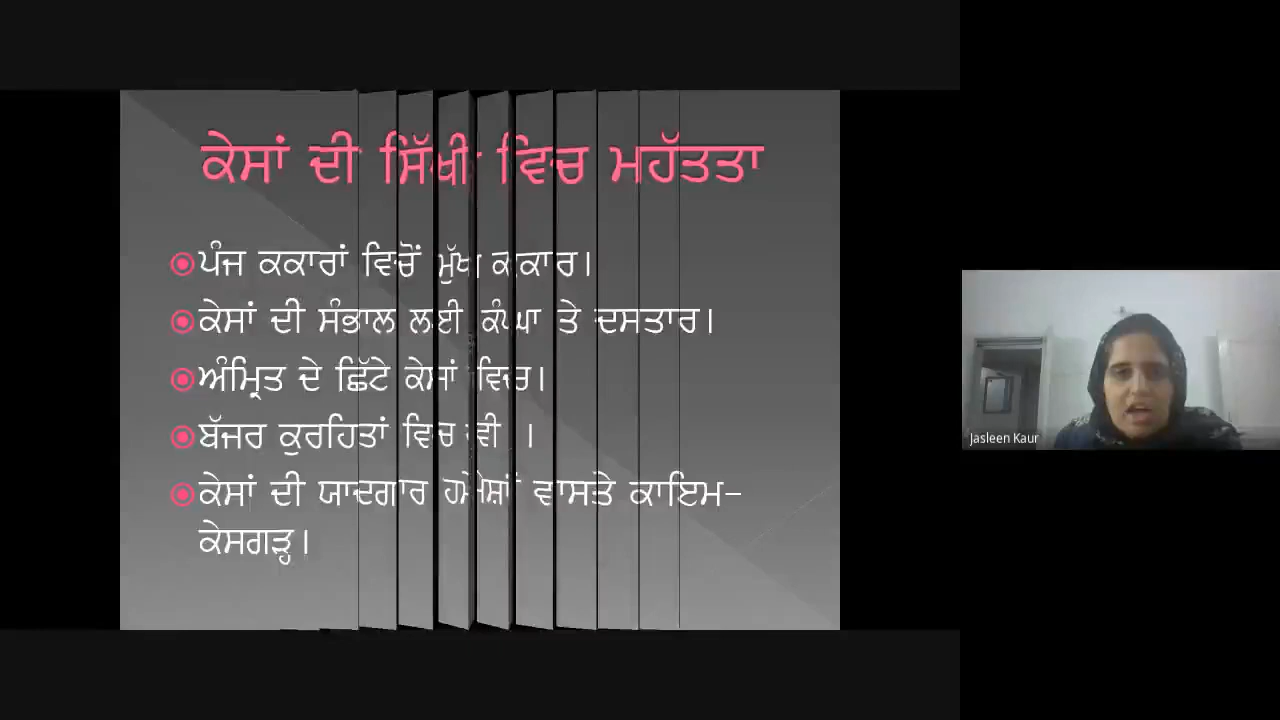 ਕੇਸਾਂ ਦੀ ਸਿੱਖੀ ਵਿਚ ਮਹੱਤਤਾ
ਪੰਜ ਕਕਾਰਾਂ ਵਿਚੋਂ ਮੁੱਖ ਕਕਾਰ।
ਕੇਸਾਂ ਦੀ ਸੰਭਾਲ ਲਈ ਕੰਘਾ ਤੇ ਦਸਤਾਰ।
ਅੰਮ੍ਰਿਤ ਦੇ ਛਿੱਟੇ ਕੇਸਾਂ ਵਿਚ।
ਬੱਜਰ ਕੁਰਹਿਤਾਂ ਵਿਚ ਵੀ ।
ਕੇਸਾਂ ਦੀ ਯਾਦਗਾਰ ਹਮੇਸ਼ਾਂ ਵਾਸਤੇ ਕਾਇਮ-
ਕੇਸਗੜ੍ਹ।
Jasleen Kaur